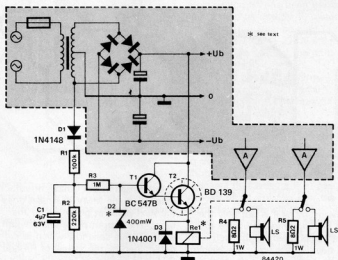 +Ub
* see text
0
-Ub
D1
1N4148
R1
100k
R3
1M
T1
BC 547B
T2
BD 139
A
A
C1
4µ7
63V
R2
220k
D2
*
400mW
D3
1N4001
Re1
*
R4
8Ω2
1W
LS
R5
8Ω2
1W
LS
84420